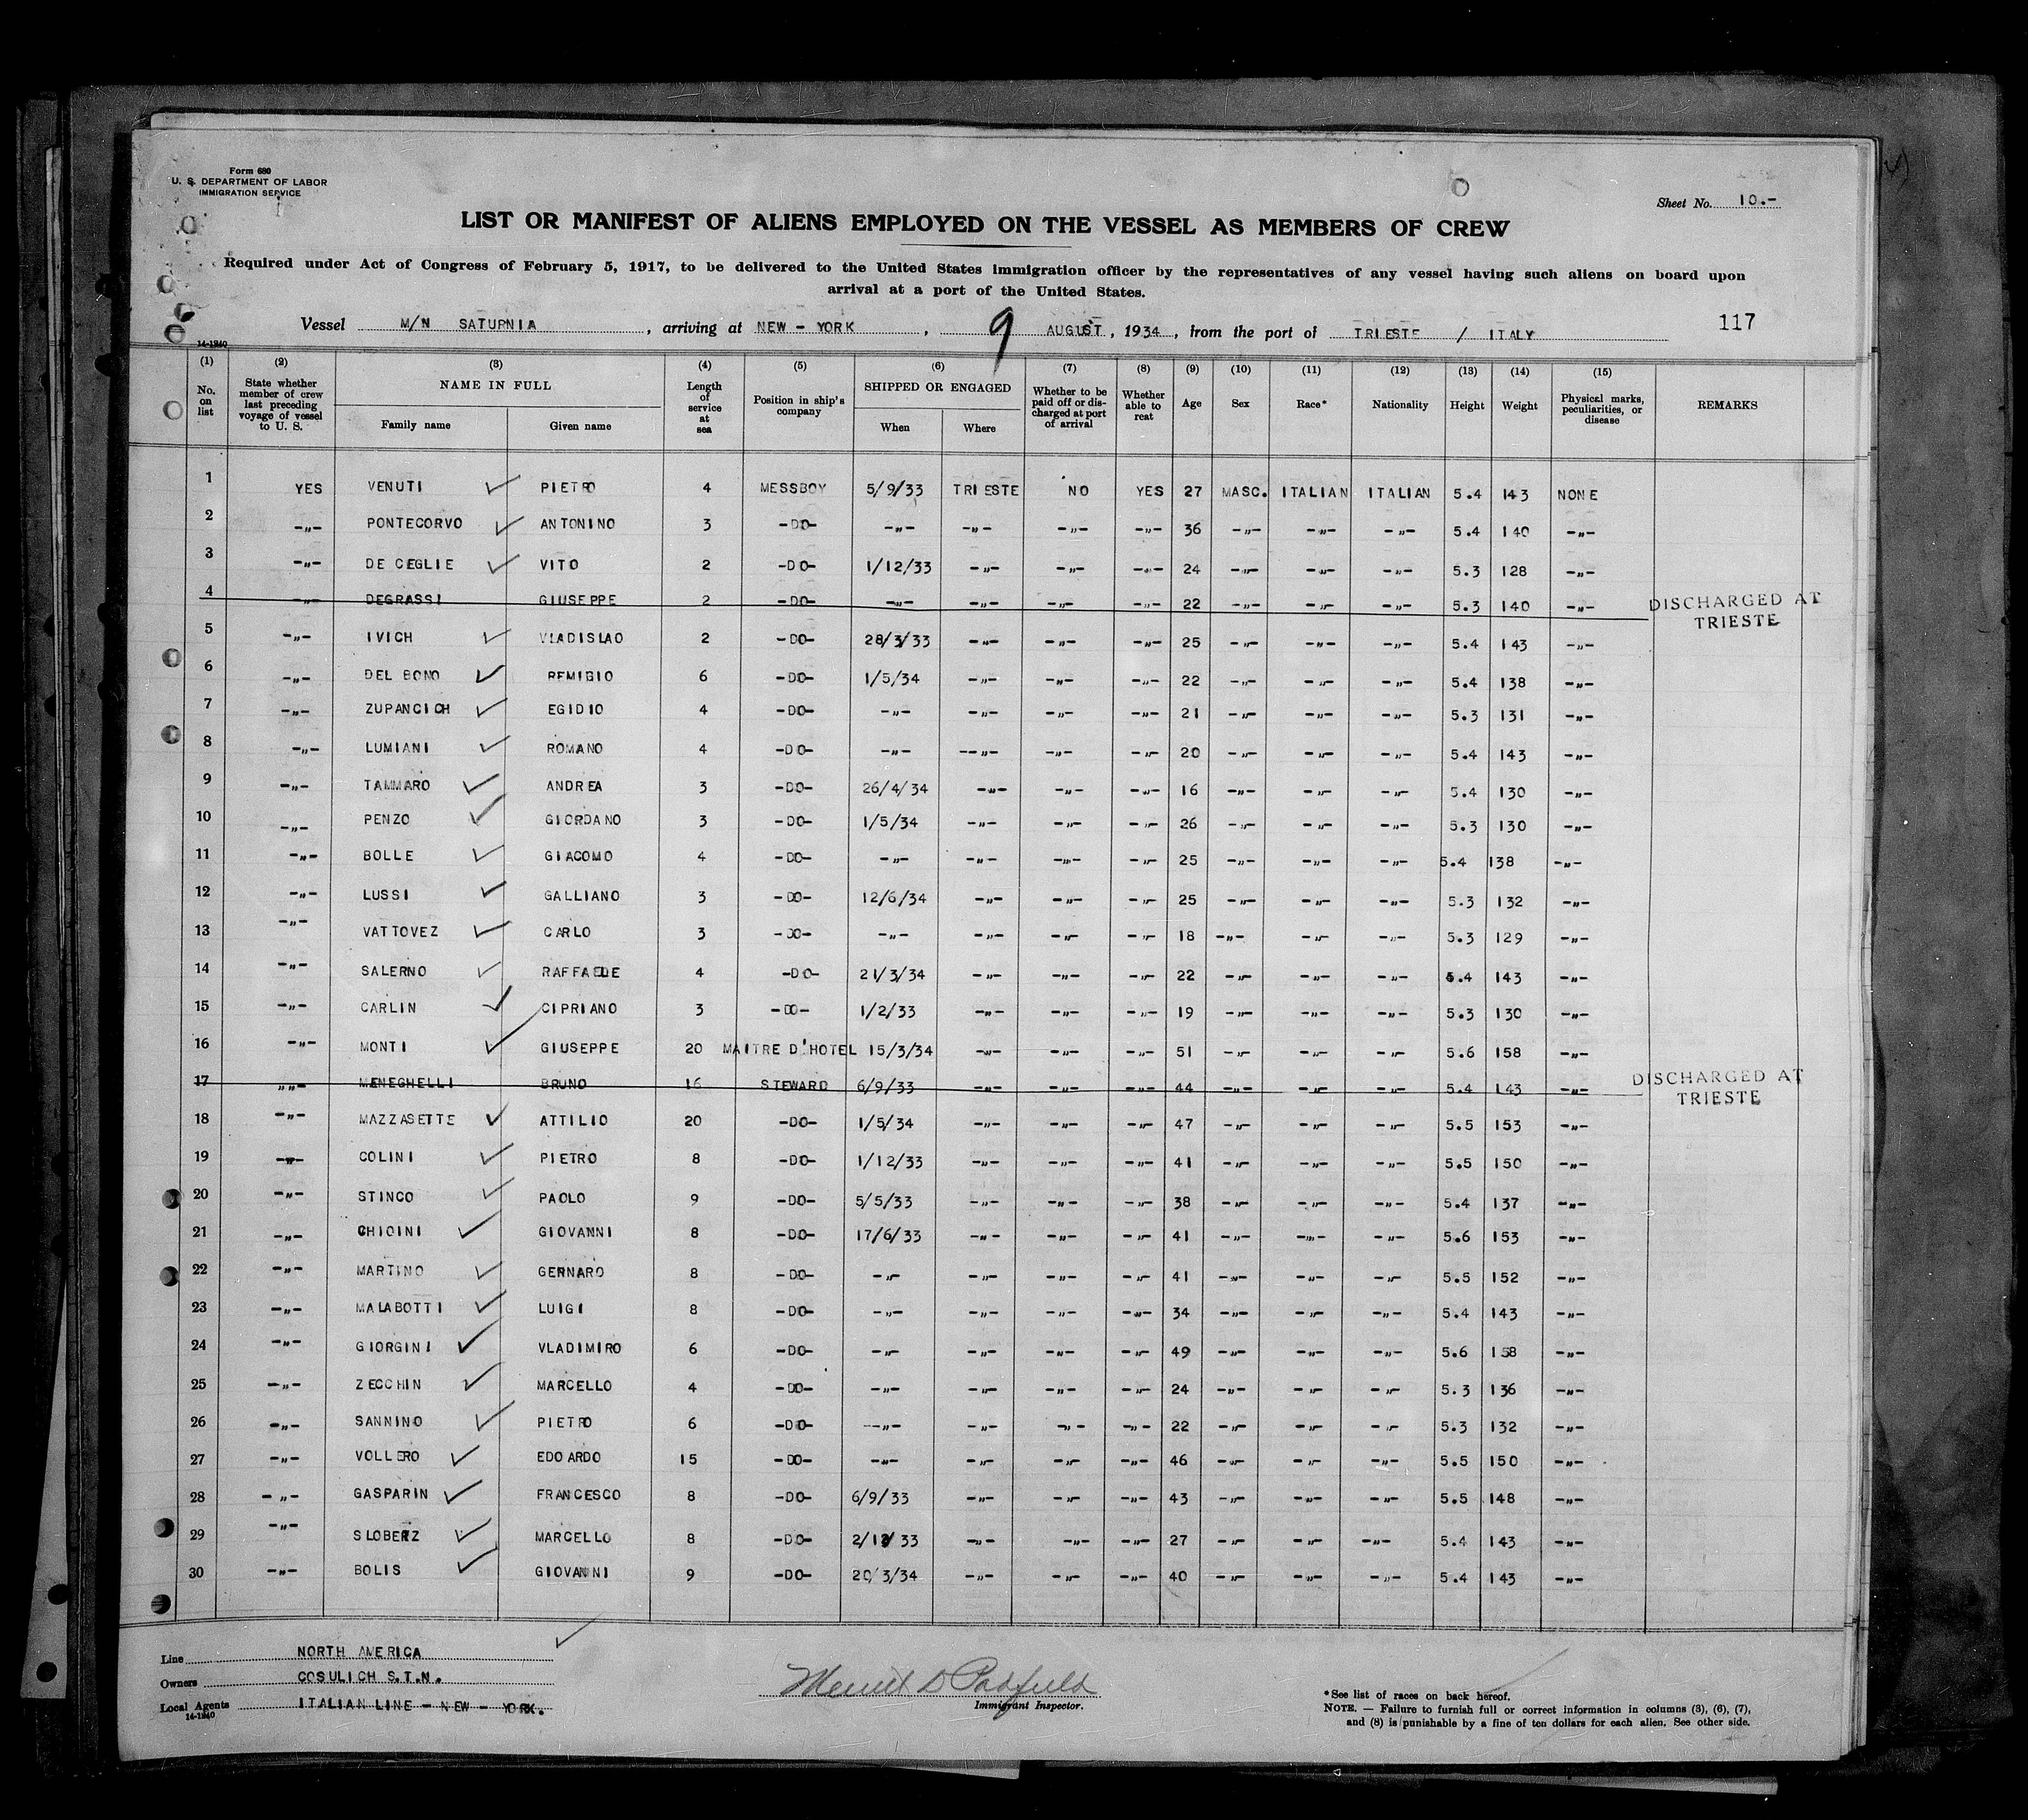 Form 680
U. S. DEPARTMENT OF LABOR
IMMIGRATION SERVICE
Sheet No. 10.-
LIST OR MANIFEST OF ALIENS EMPLOYED ON THE VESSEL AS MEMBERS OF CREW
Required under Act of Congress of February 5, 1917, to be delivered to the United States immigration officer by the representatives of any vessel having such aliens on board upon
arrival at a port of the United States.
Vessel M/N SATURNIA, arriving at NEW-YORK, 9 AUGUST, 1934, from the port of TRIESTE / ITALY
117
14-1240
(1) No. on list (2) State whether member of crew last preceding voyage of vessel to U. S. (3) NAME IN FULL Family name Given name (4) Length of service at sea (5) Position in ship's company (6) SHIPPED OR ENGAGED When Where (7) Whether to be paid off or discharged at port of arrival (8) Whether able to reat (9) Age (10) Sex (11) Race* (12) Nationality (13) Height (14) Weight (15) Physical marks, peculiarities, or disease REMARKS
1 YES VENUTI PIETRO 4 MESSBOY 5/9/33 TRIESTE NO YES 27 MASC. ITALIAN ITALIAN 5.4 143 NONE
2 -"- PONTECORVO ANTONINO 3 -DO- -"- -"- -"- -"- 36 -"- -"- -"- 5.4 140 -"-
3 -"- DE CEGLIE VITO 2 -DO- 1/12/33 -"- -"- -"- 24 -"- -"- -"- 5.3 128 -"-
4 -"- DEGRASSI GIUSEPPE 2 -DO- -"- -"- -"- -"- 22 -"- -"- -"- 5.3 140 -"- DISCHARGED AT TRIESTE
5 -"- IVICH VLADISLAO 2 -DO- 28/3/33 -"- -"- -"- 25 -"- -"- -"- 5.4 143 -"-
6 -"- DEL BONO REMIGIO 6 -DO- 1/5/34 -"- -"- -"- 22 -"- -"- -"- 5.4 138 -"-
7 -"- ZUPANCICH EGIDIO 4 -DO- -"- -"- -"- -"- 21 -"- -"- -"- 5.3 131 -"-
8 -"- LUMIANI ROMANO 4 -DO- -"- -"- -"- -"- 20 -"- -"- -"- 5.4 143 -"-
9 -"- TAMMARO ANDREA 3 -DO- 26/4/34 -"- -"- -"- 16 -"- -"- -"- 5.4 130 -"-
10 -"- PENZO GIORDANO 3 -DO- 1/5/34 -"- -"- -"- 26 -"- -"- -"- 5.3 130 -"-
11 -"- BOLLE GIACOMO 4 -DO- -"- -"- -"- -"- 25 -"- -"- -"- 5.4 138 -"-
12 -"- LUSSI GALLIANO 3 -DO- 12/6/34 -"- -"- -"- 25 -"- -"- -"- 5.3 132 -"-
13 -"- VATTOVEZ CARLO 3 -DO- -"- -"- -"- -"- 18 -"- -"- -"- 5.3 129 -"-
14 -"- SALERNO RAFFAELE 4 -DO- 21/3/34 -"- -"- -"- 22 -"- -"- -"- 5.4 143 -"-
15 -"- CARLIN CIPRIANO 3 -DO- 1/2/33 -"- -"- -"- 19 -"- -"- -"- 5.3 130 -"-
16 -"- MONTI GIUSEPPE 20 MAITRE D'HOTEL 15/3/34 -"- -"- -"- 51 -"- -"- -"- 5.6 158 -"-
17 -"- MENEGHELLI BRUNO 16 STEWARD 6/9/33 -"- -"- -"- 44 -"- -"- -"- 5.4 143 -"- DISCHARGED AT TRIESTE
18 -"- MAZZASETTE ATTILIO 20 -DO- 1/5/34 -"- -"- -"- 47 -"- -"- -"- 5.5 153 -"-
19 -"- COLINI PIETRO 8 -DO- 1/12/33 -"- -"- -"- 41 -"- -"- -"- 5.5 150 -"-
20 -"- STINCO PAOLO 9 -DO- 5/5/33 -"- -"- -"- 38 -"- -"- -"- 5.4 137 -"-
21 -"- CHIOINI GIOVANNI 8 -DO- 17/6/33 -"- -"- -"- 41 -"- -"- -"- 5.6 153 -"-
22 -"- MARTINO GENNARO 8 -DO- -"- -"- -"- -"- 41 -"- -"- -"- 5.5 152 -"-
23 -"- MALABOTTI LUIGI 8 -DO- -"- -"- -"- -"- 34 -"- -"- -"- 5.4 143 -"-
24 -"- GIORGINI VLADIMIRO 6 -DO- -"- -"- -"- -"- 49 -"- -"- -"- 5.6 158 -"-
25 -"- ZECCHIN MARCELLO 4 -DO- -"- -"- -"- -"- 24 -"- -"- -"- 5.3 136 -"-
26 -"- SANNINO PIETRO 6 -DO- -"- -"- -"- -"- 22 -"- -"- -"- 5.3 132 -"-
27 -"- VOLLERO EDOARDO 15 -DO- -"- -"- -"- -"- 46 -"- -"- -"- 5.5 150 -"-
28 -"- GASPARIN FRANCESCO 8 -DO- 6/9/33 -"- -"- -"- 43 -"- -"- -"- 5.5 148 -"-
29 -"- SLOBERZ MARCELLO 8 -DO- 33 -"- -"- -"- 27 -"- -"- -"- 5.4 143 -"-
30 -"- BOLIS GIOVANNI 9 -DO- 20/3/34 -"- -"- -"- 40 -"- -"- -"- 5.4 143 -"-
Line NORTH AMERICA
Owners COSULICH S.T.N.
Local Agents ITALIAN LINE - NEW - YORK.
14-1240
Merril D Padfield
Immigrant Inspector.
*See list of races on back hereof.
NOTE. — Failure to furnish full or correct information in columns (3), (6), (7),
and (8) is punishable by a fine of ten dollars for each alien. See other side.